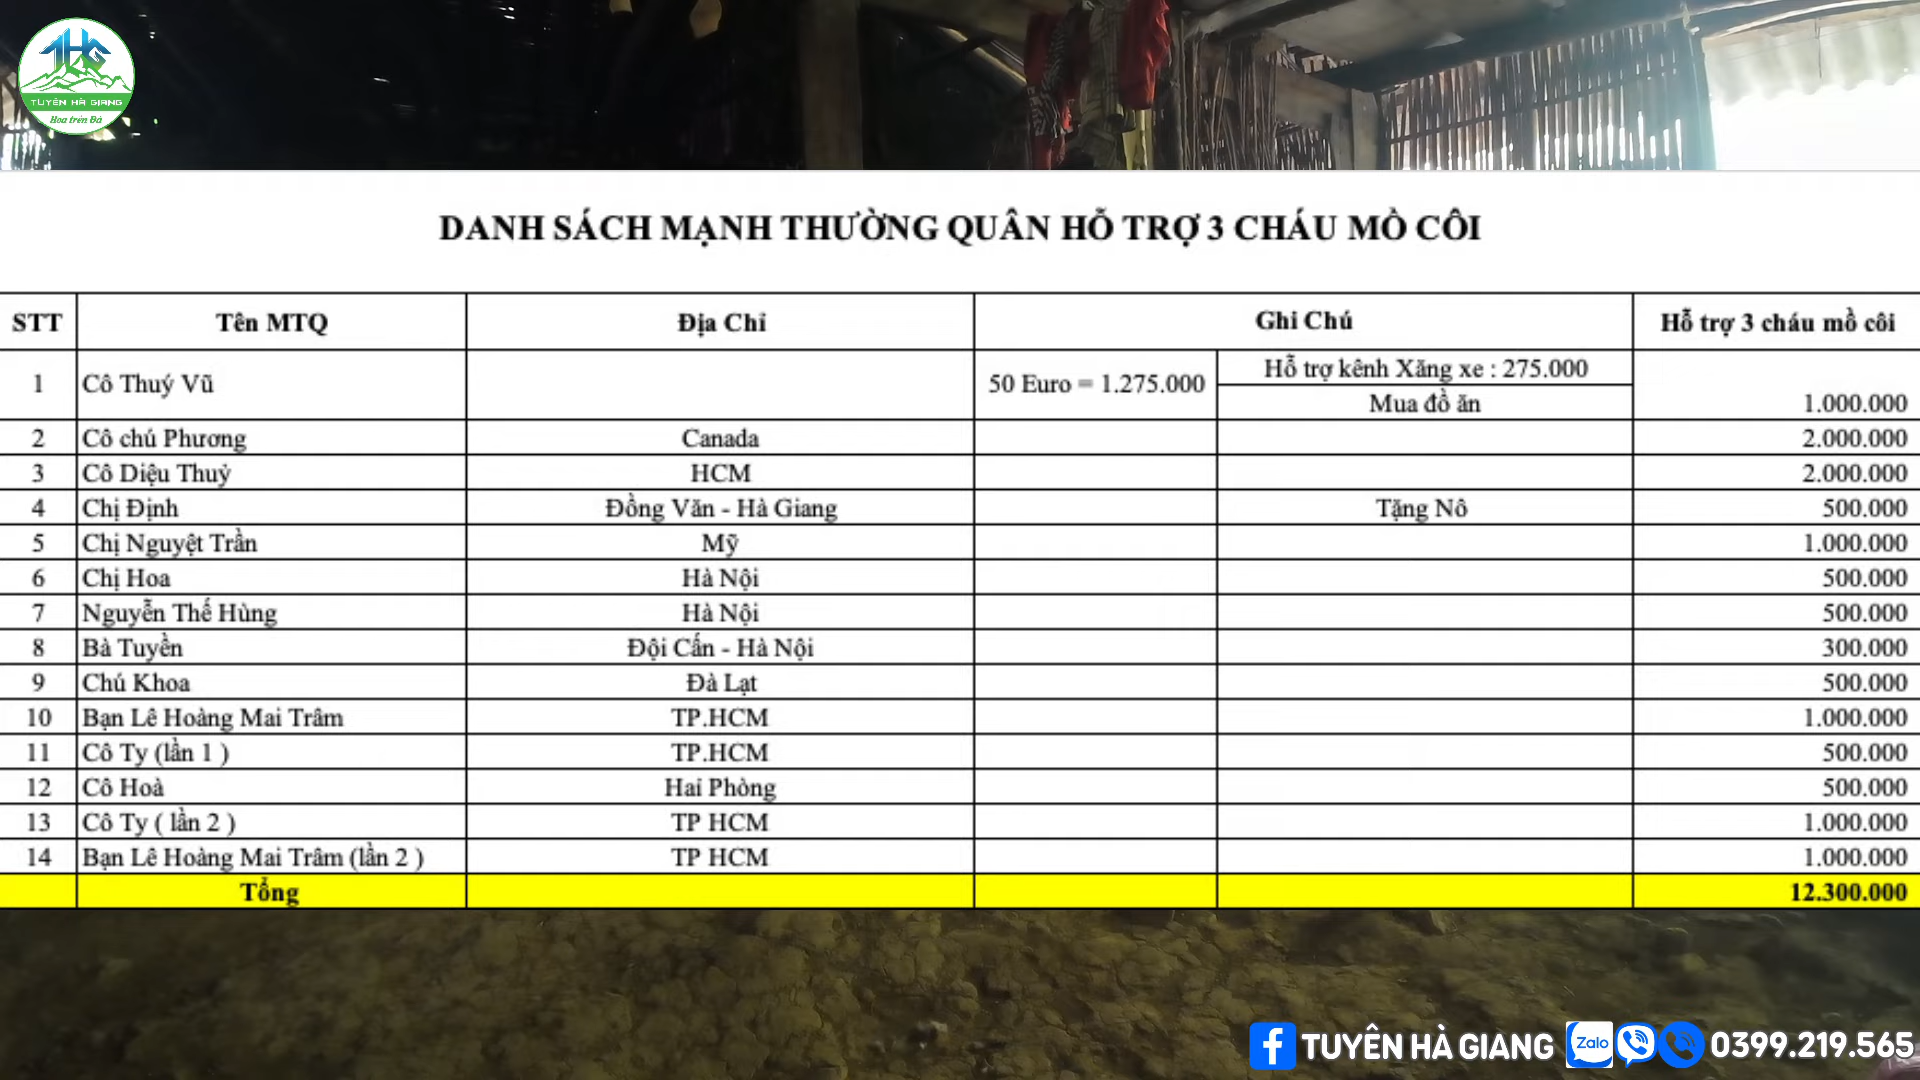 THG
TUYÊN HÀ GIANG
Hoa trên Đá
DANH SÁCH MẠNH THƯỜNG QUÂN HỖ TRỢ 3 CHÁU MỒ CÔI
STT Tên MTQ Địa Chỉ Ghi Chú Hỗ trợ 3 cháu mồ côi
1 Cô Thuý Vũ 50 Euro = 1.275.000 Hỗ trợ kênh Xăng xe : 275.000
Mua đồ ăn 1.000.000
2 Cô chú Phương Canada 2.000.000
3 Cô Diệu Thuỷ HCM 2.000.000
4 Chị Định Đồng Văn - Hà Giang Tặng Nô 500.000
5 Chị Nguyệt Trần Mỹ 1.000.000
6 Chị Hoa Hà Nội 500.000
7 Nguyễn Thế Hùng Hà Nội 500.000
8 Bà Tuyền Đội Cấn - Hà Nội 300.000
9 Chú Khoa Đà Lạt 500.000
10 Bạn Lê Hoàng Mai Trâm TP.HCM 1.000.000
11 Cô Ty (lần 1 ) TP.HCM 500.000
12 Cô Hoà Haỉ Phòng 500.000
13 Cô Ty ( lần 2 ) TP HCM 1.000.000
14 Bạn Lê Hoàng Mai Trâm (lần 2 ) TP HCM 1.000.000
Tổng 12.300.000
TUYÊN HÀ GIANG Zalo 0399.219.565